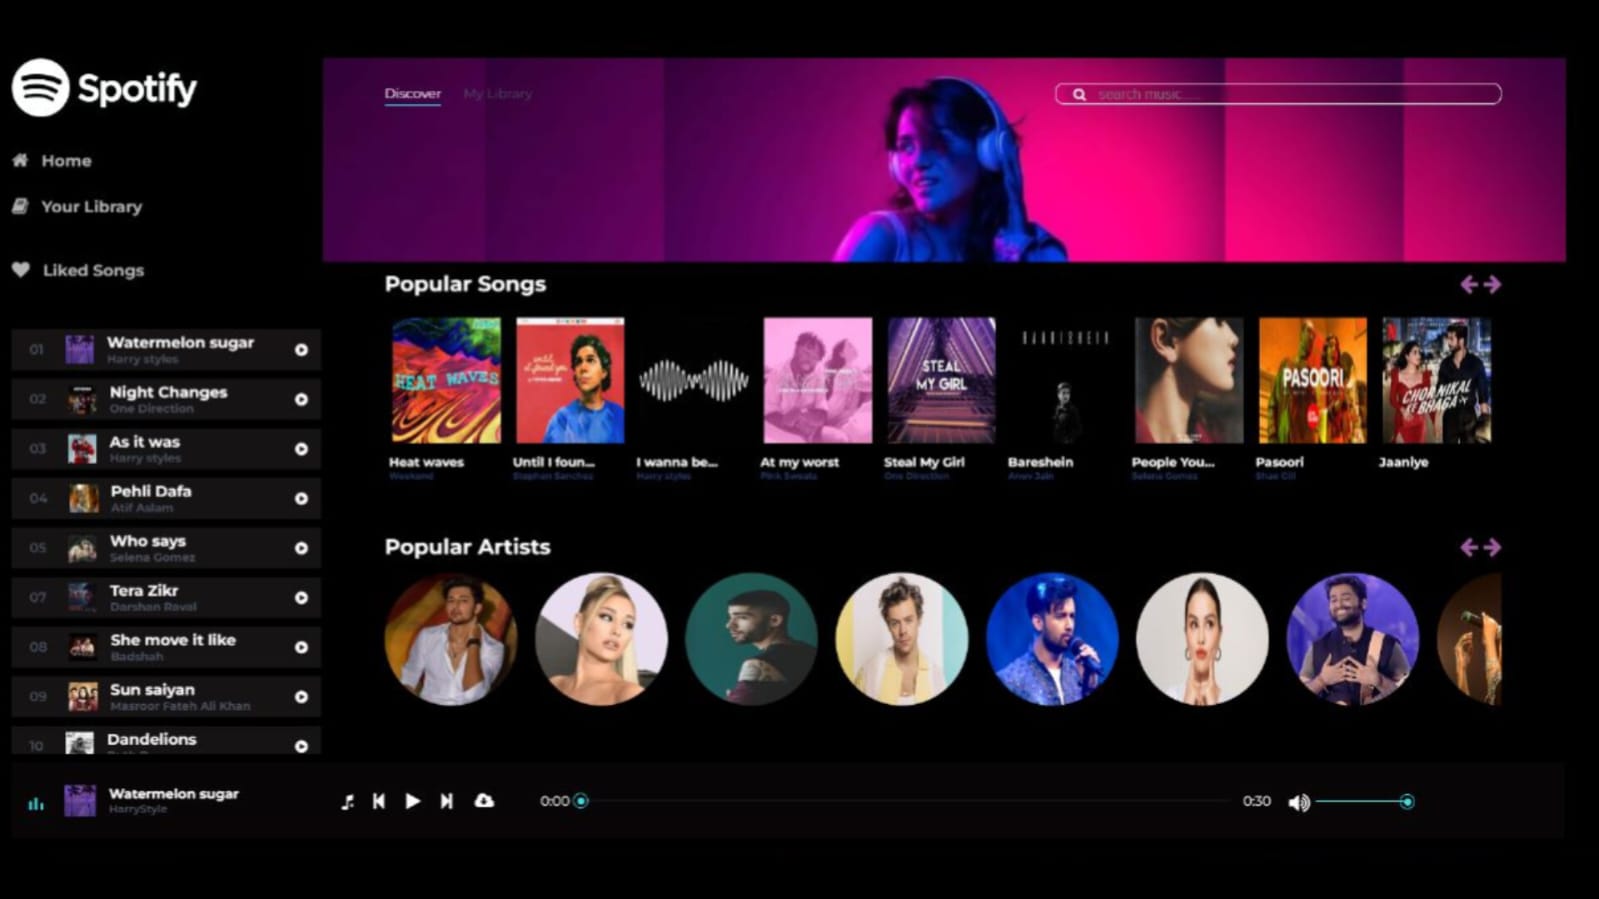 Spotify
Discover
My Library
search music......
Home
Your Library
Liked Songs
01
Watermelon sugar
Harry styles
02
Night Changes
One Direction
03
As it was
Harry styles
04
Pehli Dafa
Atif Aslam
05
Who says
Selena Gomez
07
Tera Zikr
Darshan Raval
08
She move it like
Badshah
09
Sun saiyan
Masroor Fateh Ali Khan
10
Dandelions
Popular Songs
HEAT WAVES
STEAL
MY GIRL
BAARISHEIN
PASOORI
CHOR NIKAL
KE BHAGA
Heat waves
Weekend
Until I foun...
Stephan Sanchez
I wanna be...
Harry styles
At my worst
Pink Sweats
Steal My Girl
One Direction
Bareshein
Anuv Jain
People You...
Selena Gomez
Pasoori
Shae Gill
Jaaniye
Popular Artists
Watermelon sugar
HarryStyle
0:00
0:30